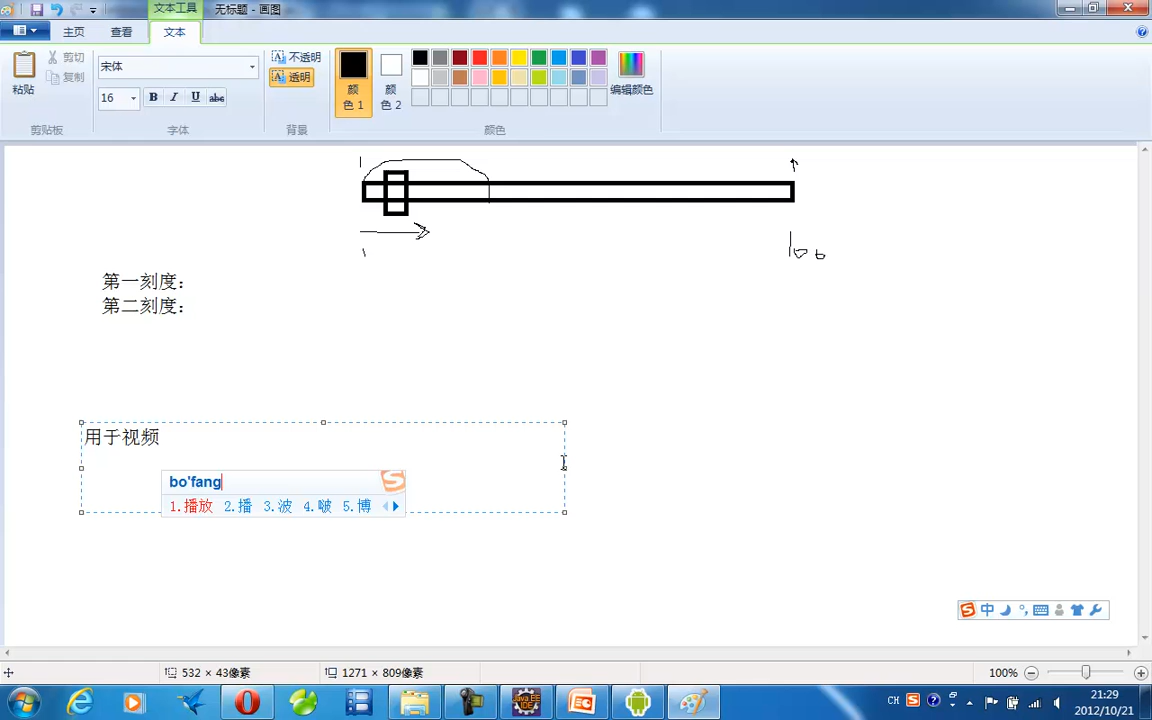 文本工具
无标题 - 画图
主页
查看
文本
粘贴
剪切
复制
剪贴板
宋体
16
B I U abc
字体
不透明
透明
背景
颜色 1
颜色 2
编辑颜色
颜色
第一刻度：
第二刻度：
用于视频
bo'fang
1.播放 2.播 3.波 4.啵 5.博
中
532 × 43像素
1271 × 809像素
100%
CH
21:29
2012/10/21